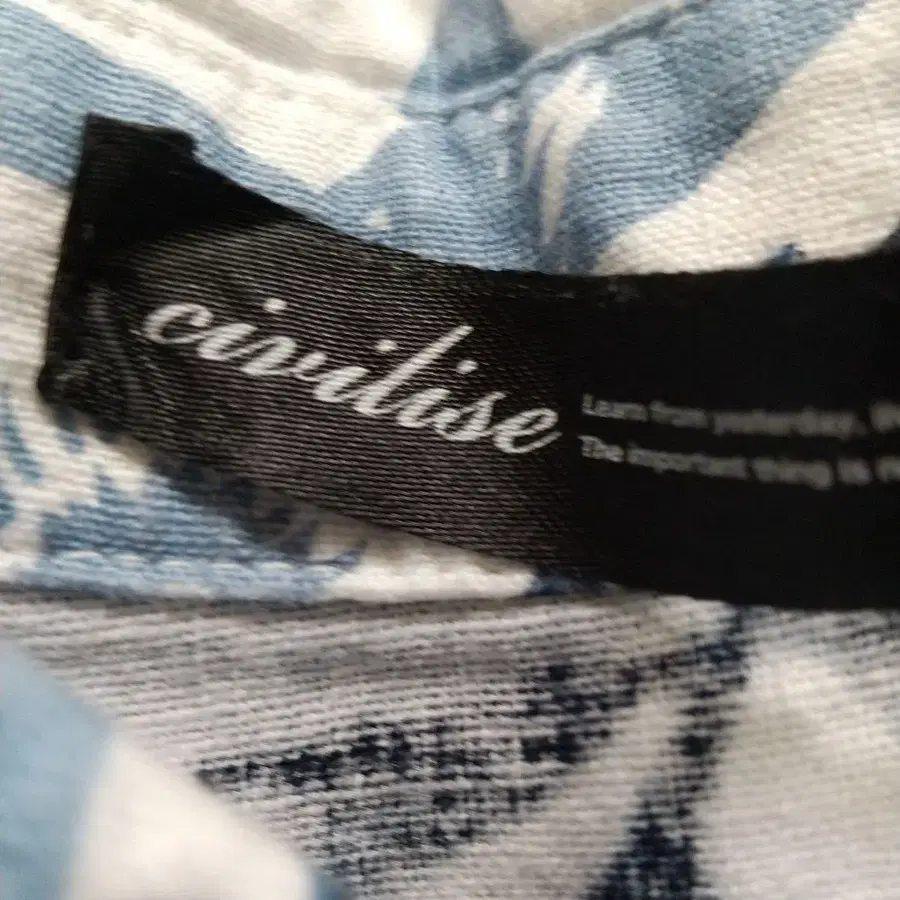 civilise
Learn from yesterday,
The important thing is